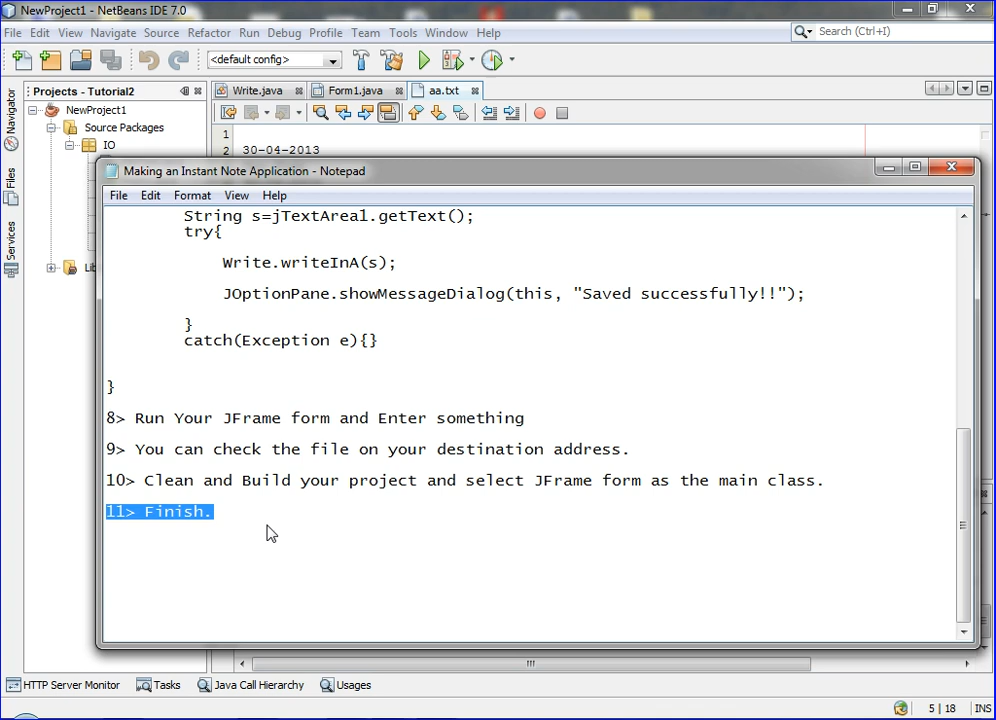 NewProject1 - NetBeans IDE 7.0
File Edit View Navigate Source Refactor Run Debug Profile Team Tools Window Help
Search (Ctrl+I)
<default config>
Projects - Tutorial2
Write.java
Form1.java
aa.txt
Navigator
Files
Services
NewProject1
Source Packages
IO
Lib
1
2 30-04-2013
Making an Instant Note Application - Notepad
File Edit Format View Help
String s=jTextArea1.getText();
try{
Write.writeInA(s);
JOptionPane.showMessageDialog(this, "Saved successfully!!");
}
catch(Exception e){}
}
8> Run Your JFrame form and Enter something
9> You can check the file on your destination address.
10> Clean and Build your project and select JFrame form as the main class.
11> Finish.
HTTP Server Monitor
Tasks
Java Call Hierarchy
Usages
5 | 18 INS